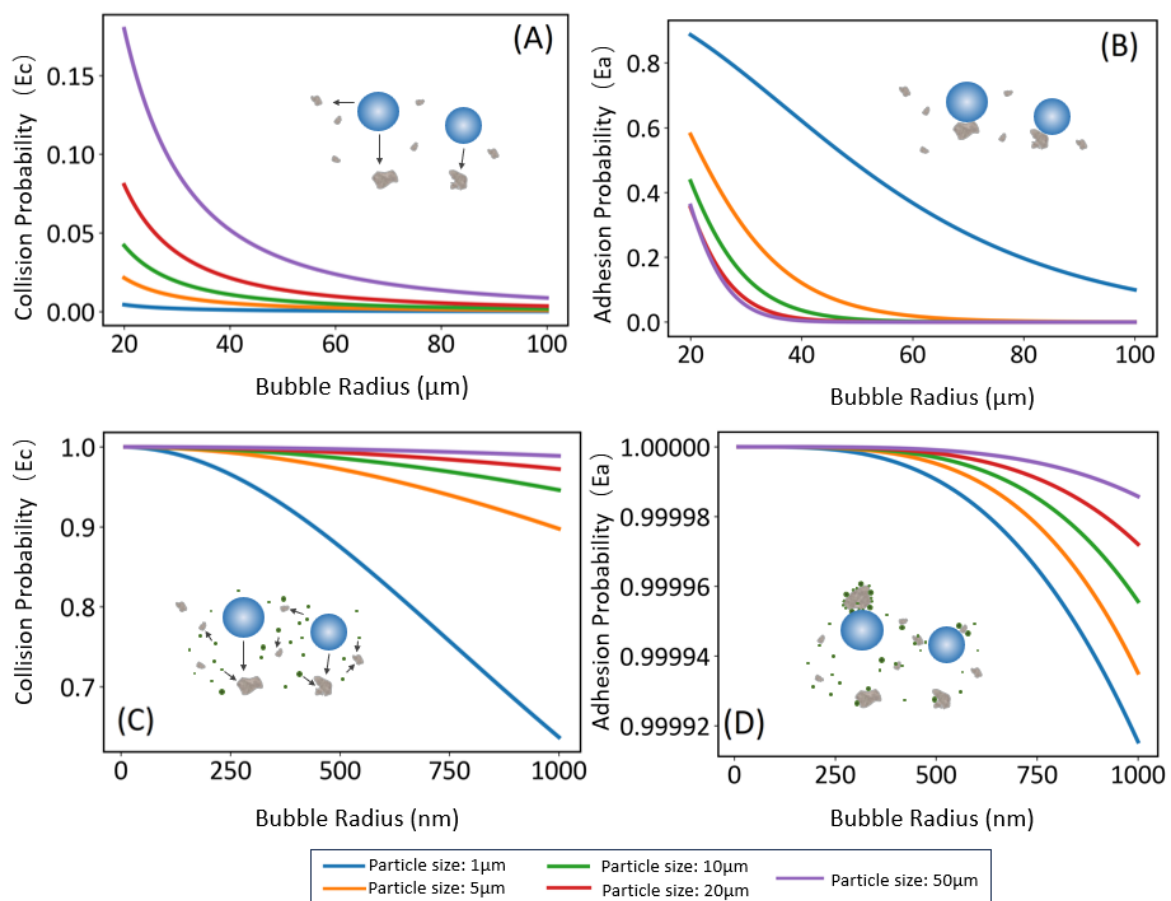 (A)
Collision Probability （Ec）
0.15
0.10
0.05
0.00
20
40
60
80
100
Bubble Radius (μm)
(B)
Adhesion Probability （Ea）
0.8
0.6
0.4
0.2
0.0
20
40
60
80
100
Bubble Radius (μm)
(C)
Collision Probability （Ec）
1.0
0.9
0.8
0.7
0
250
500
750
1000
Bubble Radius (nm)
(D)
Adhesion Probability （Ea）
1.00000
0.99998
0.99996
0.99994
0.99992
0
250
500
750
1000
Bubble Radius (nm)
Particle size: 1μm
Particle size: 5μm
Particle size: 10μm
Particle size: 20μm
Particle size: 50μm